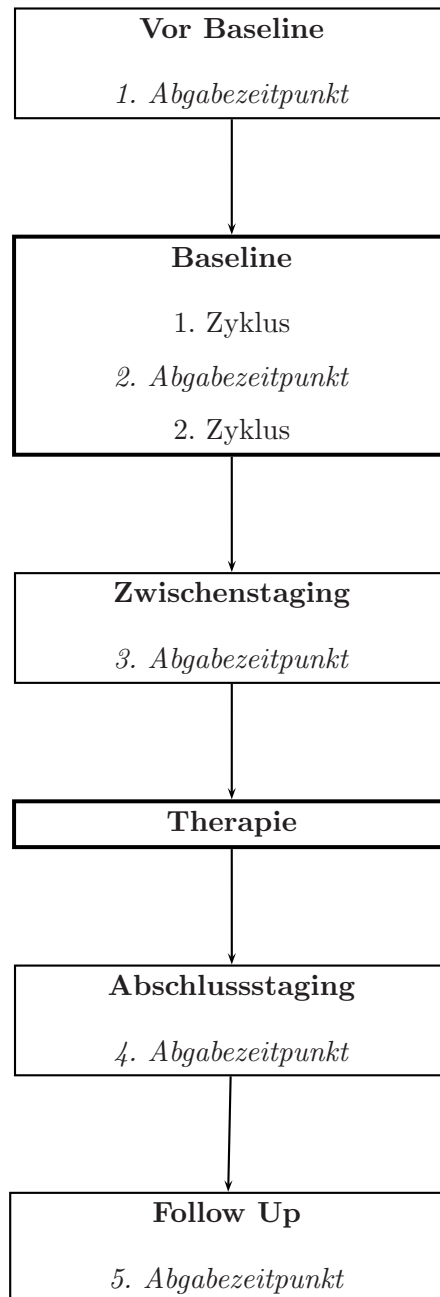 Vor Baseline
1. Abgabezeitpunkt
Baseline
1. Zyklus
2. Abgabezeitpunkt
2. Zyklus
Zwischenstaging
3. Abgabezeitpunkt
Therapie
Abschlussstaging
4. Abgabezeitpunkt
Follow Up
5. Abgabezeitpunkt